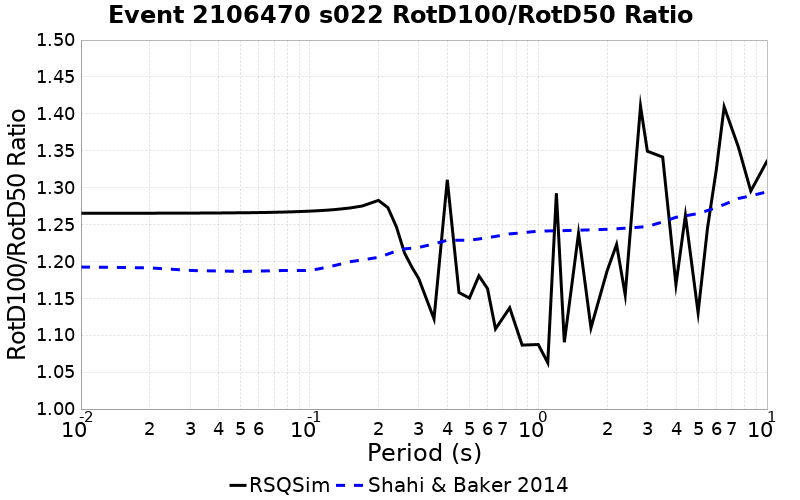 Event 2106470 s022 RotD100/RotD50 Ratio
RotD100/RotD50 Ratio
1.50
1.45
1.40
1.35
1.30
1.25
1.20
1.15
1.10
1.05
1.00
10-2 2 3 4 5 6 10-1 2 3 4 5 6 7 100 2 3 4 5 6 7 101
Period (s)
RSQSim Shahi & Baker 2014